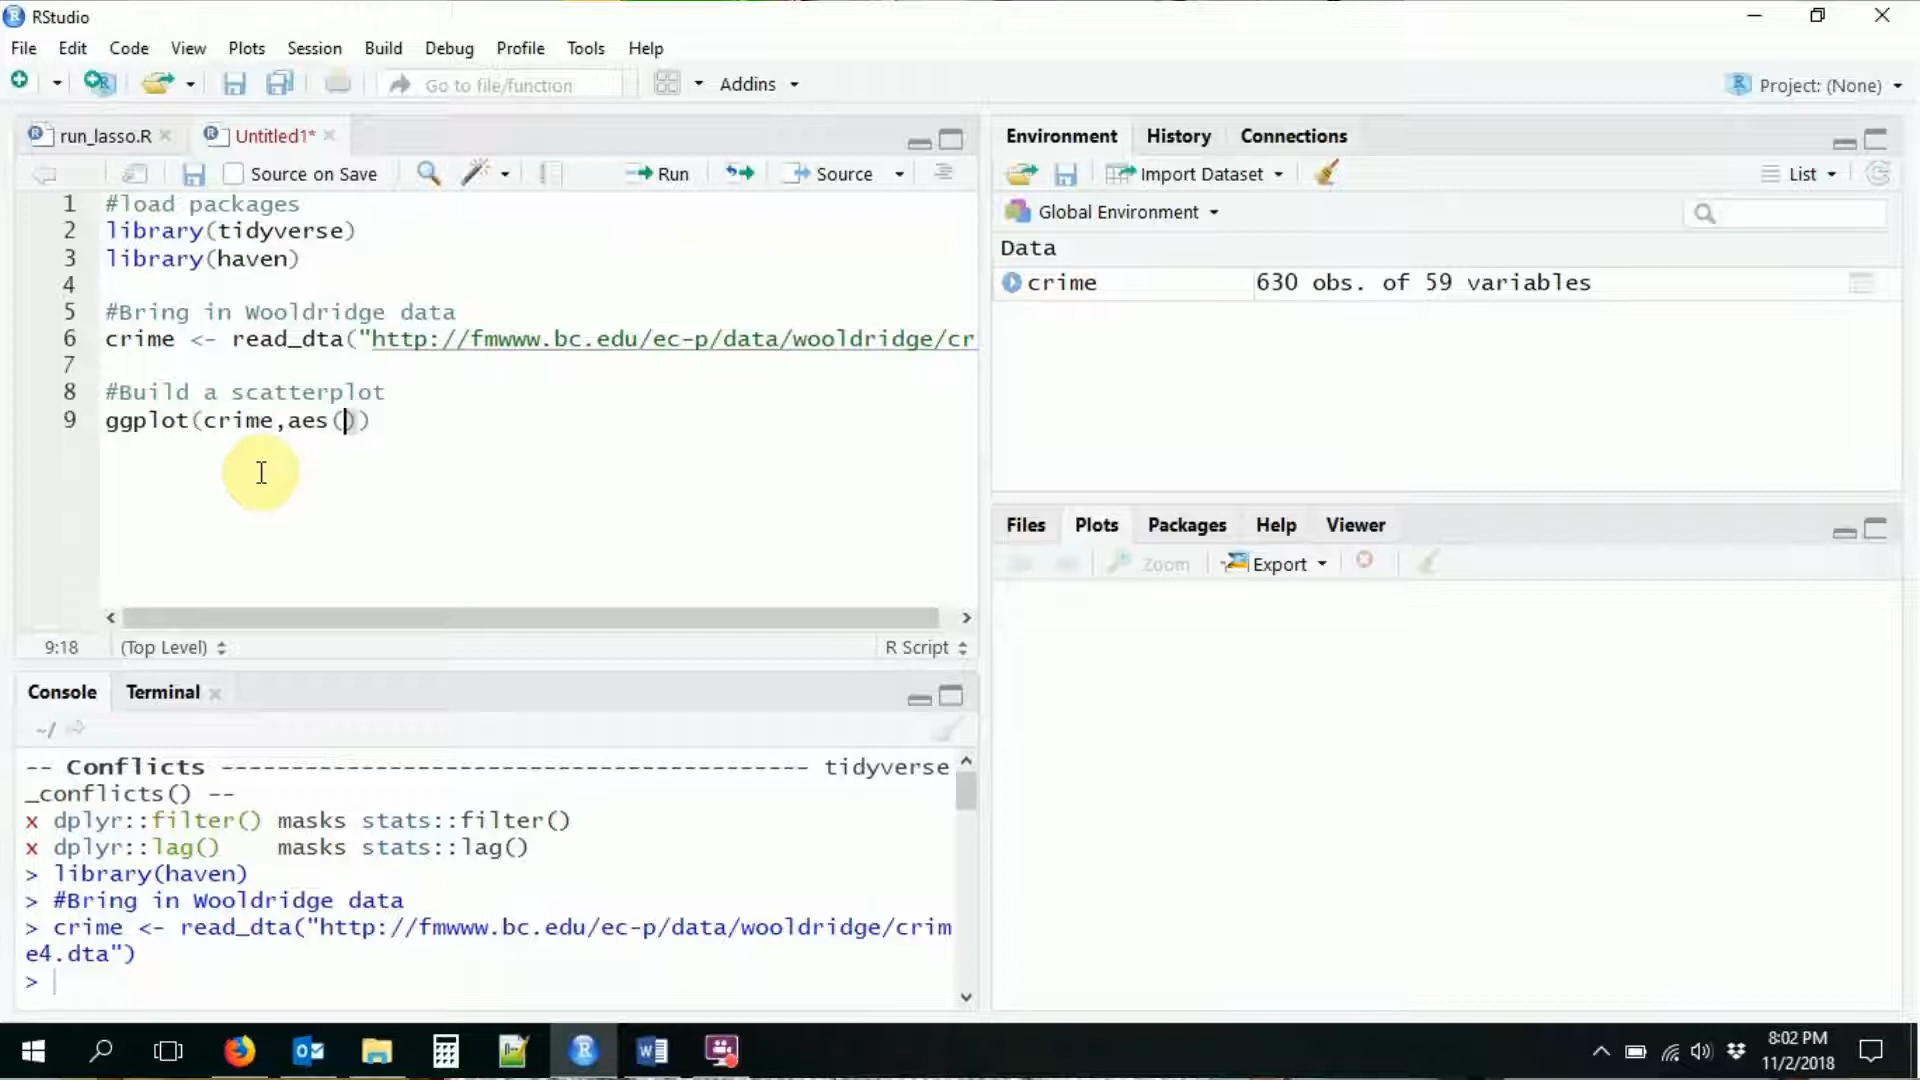 RStudio
File Edit Code View Plots Session Build Debug Profile Tools Help
Go to file/function Addins Project: (None)
run_lasso.R Untitled1*
Source on Save Run Source
1 #load packages
2 library(tidyverse)
3 library(haven)
4
5 #Bring in Wooldridge data
6 crime <- read_dta("http://fmwww.bc.edu/ec-p/data/wooldridge/cr
7
8 #Build a scatterplot
9 ggplot(crime,aes())
9:18 (Top Level) R Script
Console Terminal
~/
-- Conflicts ------------------------------------------ tidyverse
_conflicts() --
x dplyr::filter() masks stats::filter()
x dplyr::lag()    masks stats::lag()
> library(haven)
> #Bring in Wooldridge data
> crime <- read_dta("http://fmwww.bc.edu/ec-p/data/wooldridge/crim
e4.dta")
>
Environment History Connections
Import Dataset List
Global Environment
Data
crime 630 obs. of 59 variables
Files Plots Packages Help Viewer
Zoom Export
8:02 PM
11/2/2018